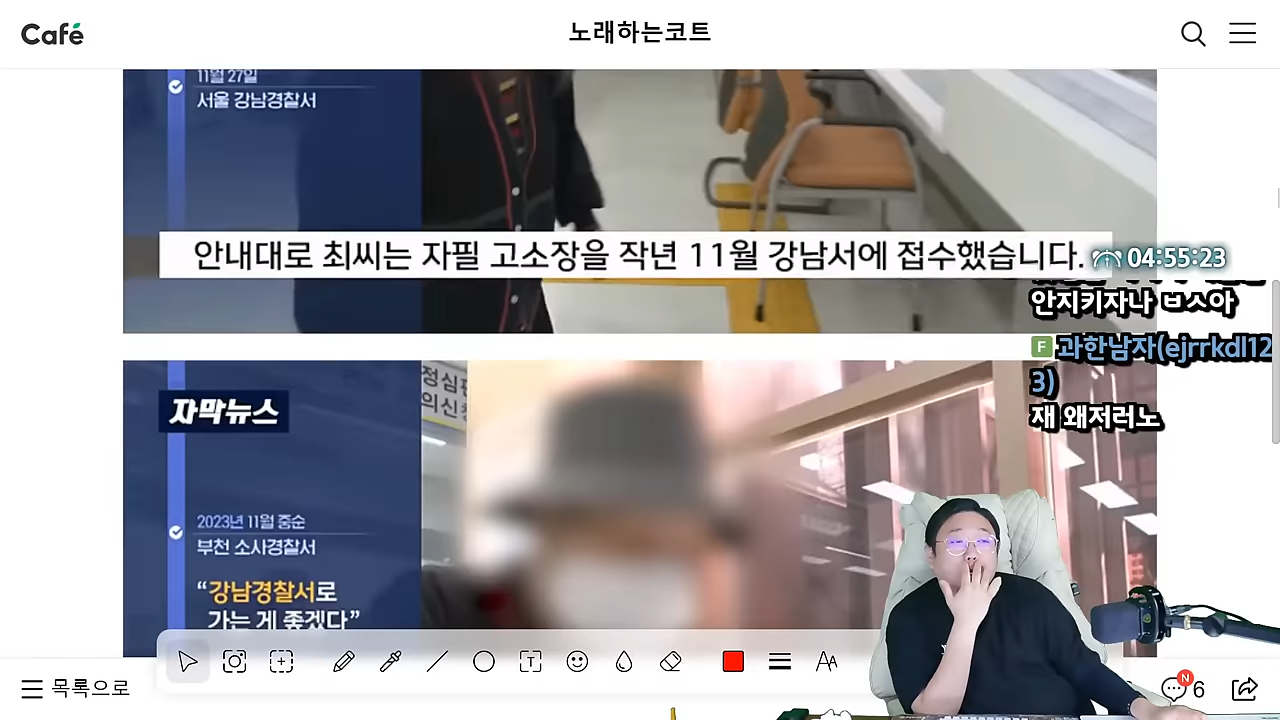 Café
노래하는코트
11월 27일
서울 강남경찰서
안내대로 최씨는 자필 고소장을 작년 11월 강남서에 접수했습니다.
04:55:23
안지키자나 ㅂㅅ아
F 과한남자(ejrrkdl12
3)
재 왜저러노
자막뉴스
정심
의신
2023년 11월 중순
부천 소사경찰서
“강남경찰서로
가는 게 좋겠다”
T
AA
목록으로
N
6